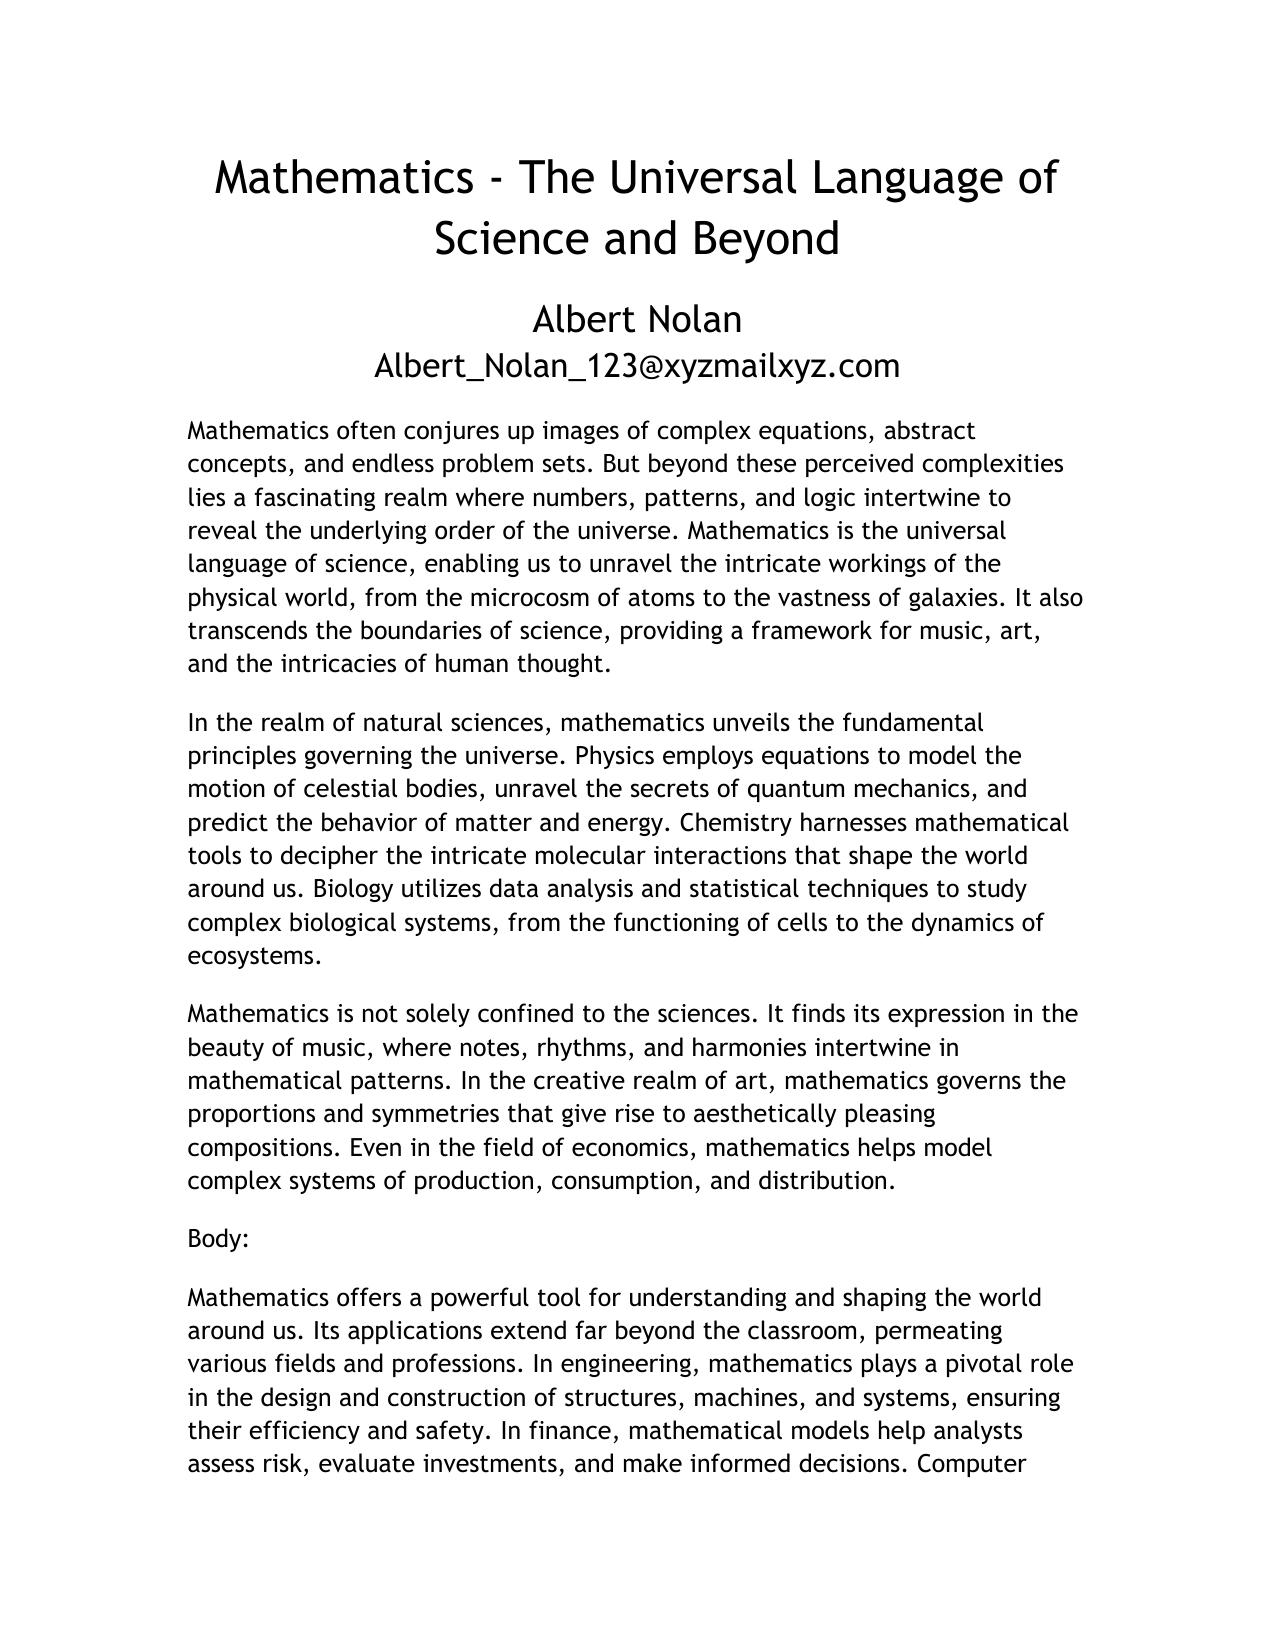 Mathematics - The Universal Language of
Science and Beyond
Albert Nolan
Albert_Nolan_123@xyzmailxyz.com
Mathematics often conjures up images of complex equations, abstract
concepts, and endless problem sets. But beyond these perceived complexities
lies a fascinating realm where numbers, patterns, and logic intertwine to
reveal the underlying order of the universe. Mathematics is the universal
language of science, enabling us to unravel the intricate workings of the
physical world, from the microcosm of atoms to the vastness of galaxies. It also
transcends the boundaries of science, providing a framework for music, art,
and the intricacies of human thought.
In the realm of natural sciences, mathematics unveils the fundamental
principles governing the universe. Physics employs equations to model the
motion of celestial bodies, unravel the secrets of quantum mechanics, and
predict the behavior of matter and energy. Chemistry harnesses mathematical
tools to decipher the intricate molecular interactions that shape the world
around us. Biology utilizes data analysis and statistical techniques to study
complex biological systems, from the functioning of cells to the dynamics of
ecosystems.
Mathematics is not solely confined to the sciences. It finds its expression in the
beauty of music, where notes, rhythms, and harmonies intertwine in
mathematical patterns. In the creative realm of art, mathematics governs the
proportions and symmetries that give rise to aesthetically pleasing
compositions. Even in the field of economics, mathematics helps model
complex systems of production, consumption, and distribution.
Body:
Mathematics offers a powerful tool for understanding and shaping the world
around us. Its applications extend far beyond the classroom, permeating
various fields and professions. In engineering, mathematics plays a pivotal role
in the design and construction of structures, machines, and systems, ensuring
their efficiency and safety. In finance, mathematical models help analysts
assess risk, evaluate investments, and make informed decisions. Computer